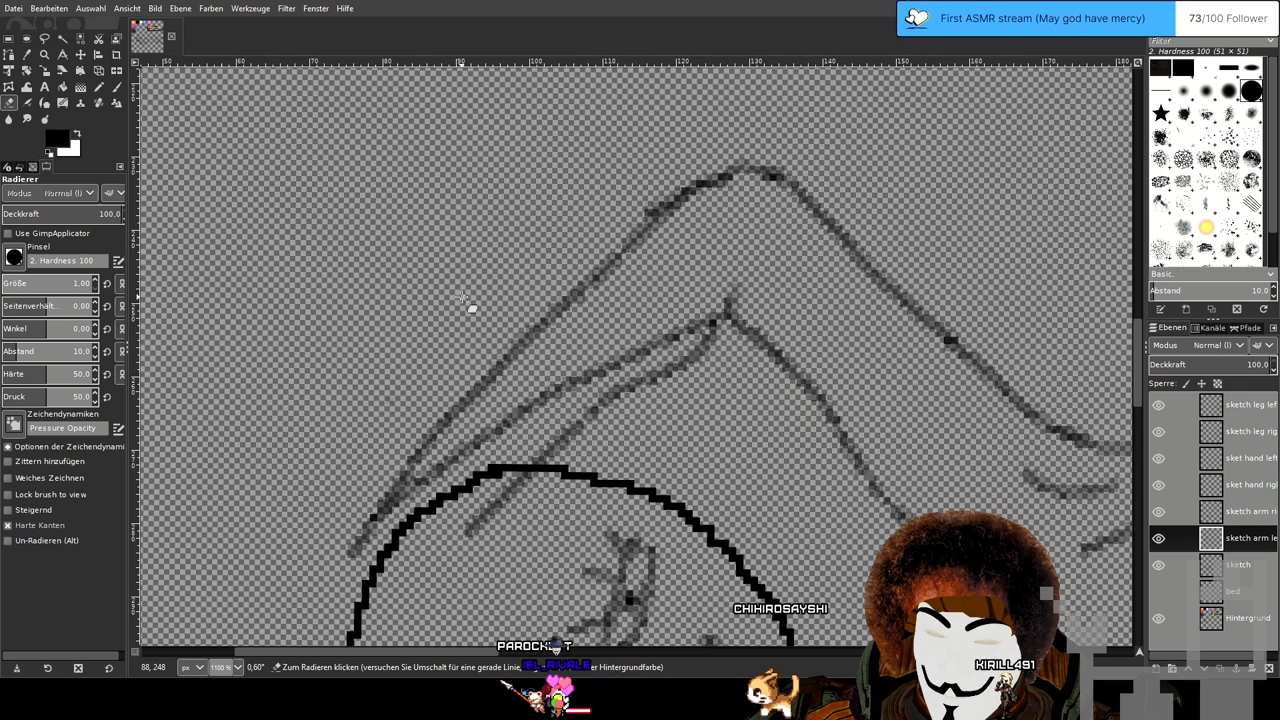 Datei Bearbeiten Auswahl Ansicht Bild Ebene Farben Werkzeuge Filter Fenster Hilfe
First ASMR stream (May god have mercy)
73/100 Follower
Filter
2. Hardness 100 (51 × 51)
Radierer
Modus Normal (l)
Deckkraft 100,0
Use GimpApplicator
Pinsel
2. Hardness 100
Größe 1,00
Seitenverhält... 0,00
Winkel 0,00
Abstand 10,0
Härte 50,0
Druck 50,0
Zeichendynamiken
Pressure Opacity
Optionen der Zeichendynami
Zittern hinzufügen
Weiches Zeichnen
Lock brush to view
Steigernd
Harte Kanten
Un-Radieren (Alt)
Basic,
Abstand 10,0
Ebenen Kanäle Pfade
Modus Normal (l)
Deckkraft 100,0
Sperre:
sketch leg lef
sketch leg rig
sket hand left
sket hand righ
sketch arm ri
sketch arm le
sketch
bed
Hintergrund
CHIHIROSAYSHI
KIRILL491
88, 248 px 1100 % 0,60° Zum Radieren klicken (versuchen Sie Umschalt für eine gerade Linie,
er Hintergrundfarbe)